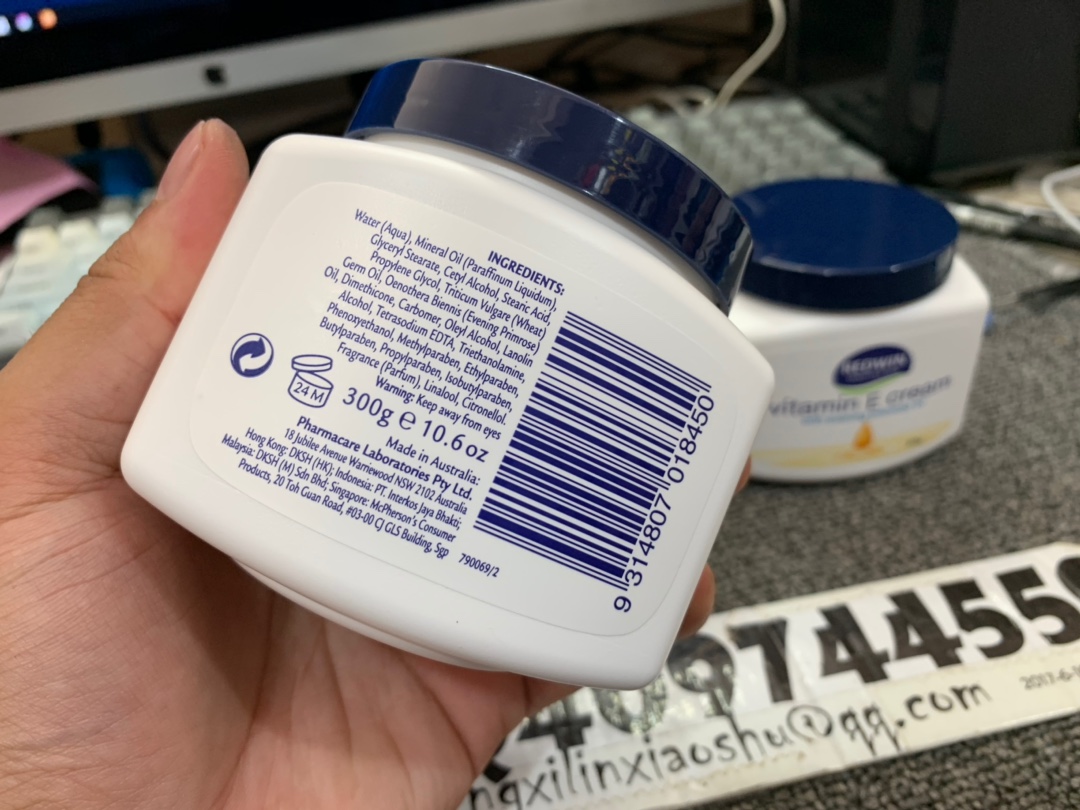 INGREDIENTS:
Water (Aqua), Mineral Oil (Paraffinum Liquidum),
Glyceryl Stearate, Cetyl Alcohol, Stearic Acid,
Propylene Glycol, Triticum Vulgare (Wheat)
Germ Oil, Oenothera Biennis (Evening Primrose)
Oil, Dimethicone, Carbomer, Oleyl Alcohol, Lanolin
Alcohol, Tetrasodium EDTA, Triethanolamine,
Phenoxyethanol, Methylparaben, Ethylparaben,
Butylparaben, Propylparaben, Isobutylparaben,
Fragrance (Parfum), Linalool, Citronellol.
Warning: Keep away from eyes
24 M
300g e 10.6 oz
Made in Australia:
Pharmacare Laboratories Pty Ltd.
18 Jubilee Avenue Warriewood NSW 2102 Australia
Hong Kong: DKSH (HK); Indonesia: PT. Interkos Jaya Bhakti;
Malaysia: DKSH (M) Sdn Bhd; Singapore: McPherson's Consumer
Products, 20 Toh Guan Road, #03-00 CJ GLS Building, Sgp
790069/2
9 314807 018450
REDWIN
vitamin E cream
974455
ngxilinxiaoshu@qq.com